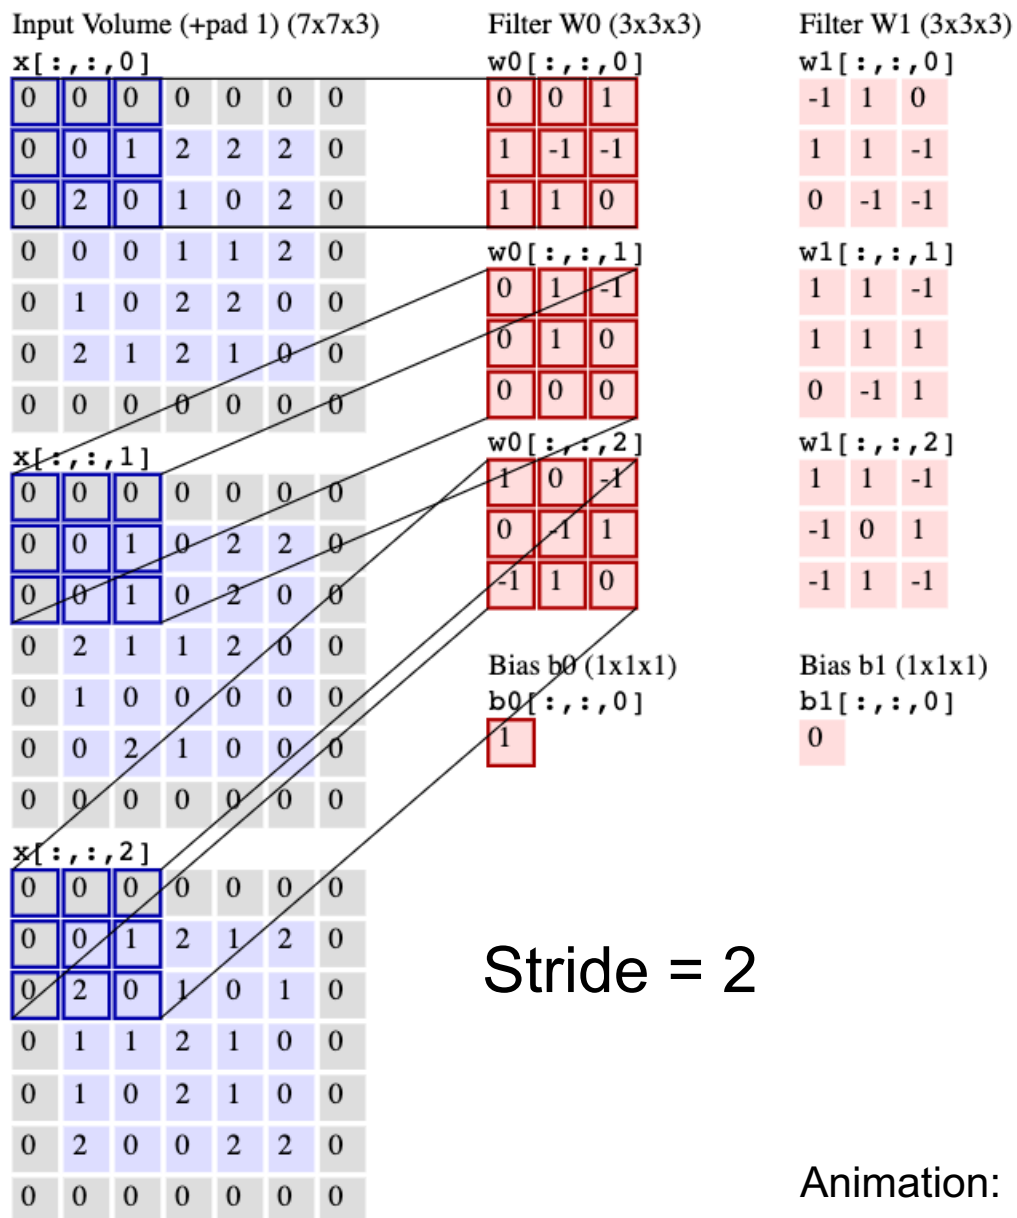 Input Volume (+pad 1) (7x7x3)
x[:,:,0]
0 0 0 0 0 0 0
0 0 1 2 2 2 0
0 2 0 1 0 2 0
0 0 0 1 1 2 0
0 1 0 2 2 0 0
0 2 1 2 1 0 0
0 0 0 0 0 0 0
x[:,:,1]
0 0 0 0 0 0 0
0 0 1 0 2 2 0
0 0 1 0 2 0 0
0 2 1 1 2 0 0
0 1 0 0 0 0 0
0 0 2 1 0 0 0
0 0 0 0 0 0 0
x[:,:,2]
0 0 0 0 0 0 0
0 0 1 2 1 2 0
0 2 0 1 0 1 0
0 1 1 2 1 0 0
0 1 0 2 1 0 0
0 2 0 0 2 2 0
0 0 0 0 0 0 0
Filter W0 (3x3x3)
w0[:,:,0]
0 0 1
1 -1 -1
1 1 0
w0[:,:,1]
0 1 -1
0 1 0
0 0 0
w0[:,:,2]
1 0 -1
0 -1 1
-1 1 0
Bias b0 (1x1x1)
b0[:,:,0]
1
Filter W1 (3x3x3)
w1[:,:,0]
-1 1 0
1 1 -1
0 -1 -1
w1[:,:,1]
1 1 -1
1 1 1
0 -1 1
w1[:,:,2]
1 1 -1
-1 0 1
-1 1 -1
Bias b1 (1x1x1)
b1[:,:,0]
0
Stride = 2
Animation: